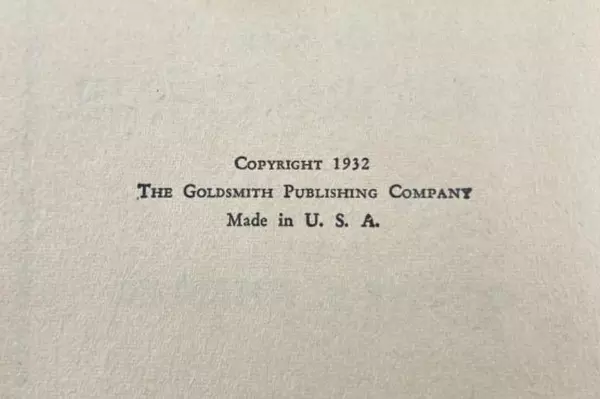 COPYRIGHT 1932
THE GOLDSMITH PUBLISHING COMPANY
Made in U. S. A.